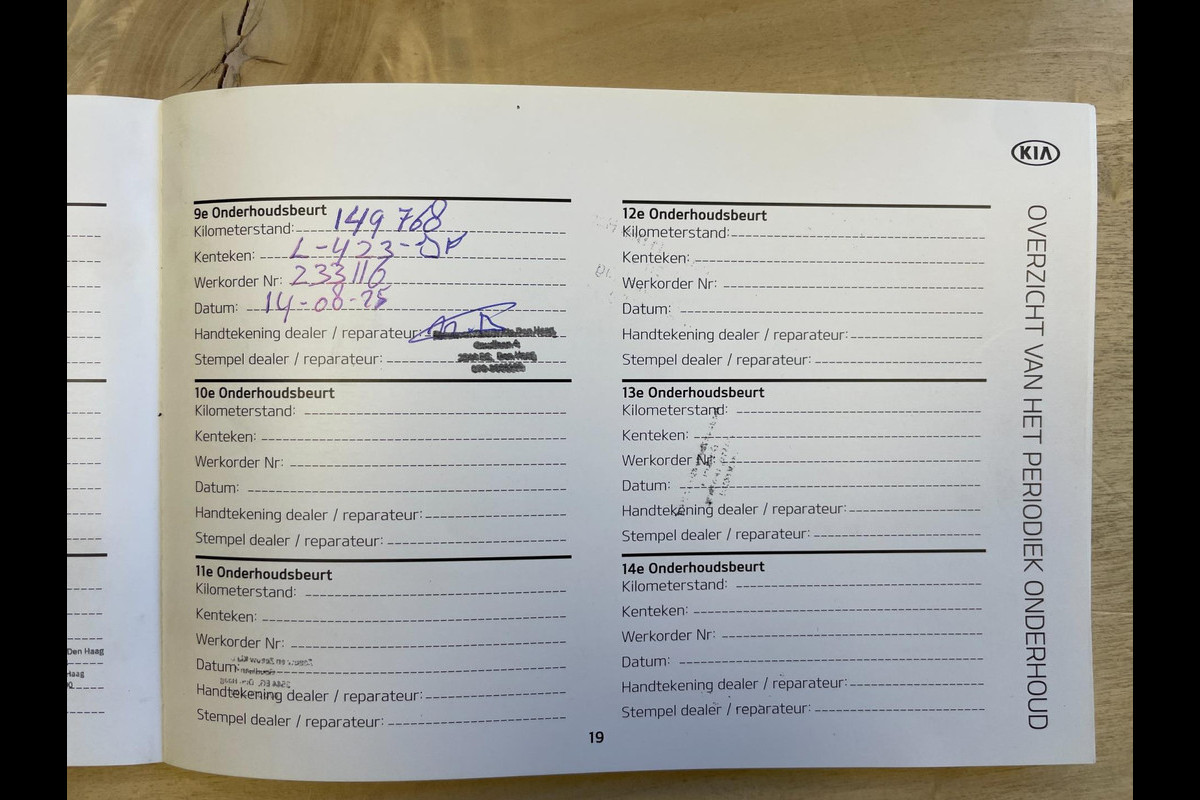 KIA
OVERZICHT VAN HET PERIODIEK ONDERHOUD
9e Onderhoudsbeurt
Kilometerstand: 149 768
Kenteken: L-423-DF
Werkorder Nr: 233116
Datum: 14-08-25
Handtekening dealer / reparateur:
Den Haag
Stempel dealer / reparateur:
Den Haag
10e Onderhoudsbeurt
Kilometerstand:
Kenteken:
Werkorder Nr:
Datum:
Handtekening dealer / reparateur:
Stempel dealer / reparateur:
11e Onderhoudsbeurt
Kilometerstand:
Kenteken:
Werkorder Nr:
Datum:
Handtekening dealer / reparateur:
Stempel dealer / reparateur:
12e Onderhoudsbeurt
Kilometerstand:
Kenteken:
Werkorder Nr:
Datum:
Handtekening dealer / reparateur:
Stempel dealer / reparateur:
13e Onderhoudsbeurt
Kilometerstand:
Kenteken:
Werkorder Nr:
Datum:
Handtekening dealer / reparateur:
Stempel dealer / reparateur:
14e Onderhoudsbeurt
Kilometerstand:
Kenteken:
Werkorder Nr:
Datum:
Handtekening dealer / reparateur:
Stempel dealer / reparateur:
Den Haag
Haag
19